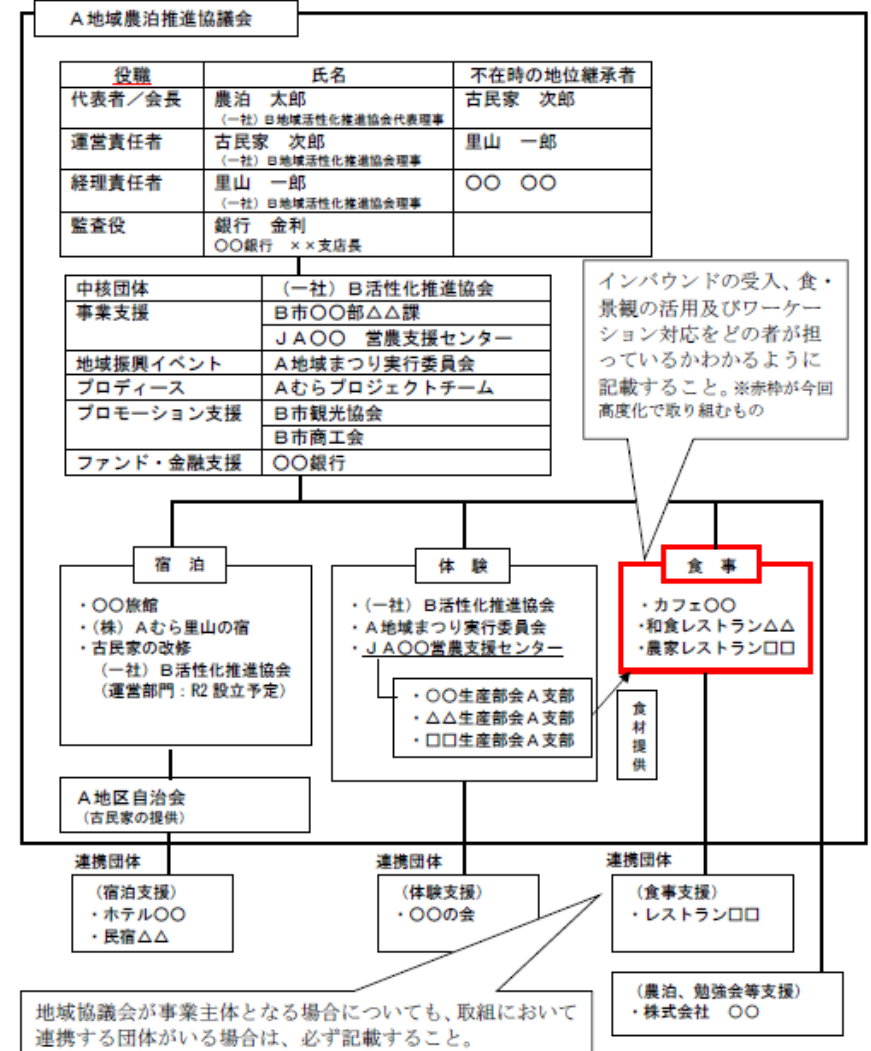 A地域農泊推進協議会
役職 氏名 不在時の地位継承者
代表者／会長 農泊 太郎 古民家 次郎
（一社）B地域活性化推進協会代表理事
運営責任者 古民家 次郎 里山 一郎
（一社）B地域活性化推進協会理事
経理責任者 里山 一郎 〇〇 〇〇
（一社）B地域活性化推進協会理事
監査役 銀行 金利
〇〇銀行 ××支店長
中核団体 （一社）B活性化推進協会
事業支援 B市〇〇部△△課
JA〇〇 営農支援センター
地域振興イベント A地域まつり実行委員会
プロディース Aむらプロジェクトチーム
プロモーション支援 B市観光協会
B市商工会
ファンド・金融支援 〇〇銀行
インバウンドの受入、食・
景観の活用及びワーケー
ション対応をどの者が担
っているかわかるように
記載すること。※赤枠が今回
高度化で取り組むもの
宿 泊
・〇〇旅館
・（株）Aむら里山の宿
・古民家の改修
（一社）B活性化推進協会
（運営部門：R2 設立予定）
A地区自治会
（古民家の提供）
体 験
・（一社）B活性化推進協会
・A地域まつり実行委員会
・JA〇〇営農支援センター
・〇〇生産部会A支部
・△△生産部会A支部
・□□生産部会A支部
食 事
・カフェ〇〇
・和食レストラン△△
・農家レストラン□□
食材提供
連携団体
（宿泊支援）
・ホテル〇〇
・民宿△△
連携団体
（体験支援）
・〇〇の会
連携団体
（食事支援）
・レストラン□□
（農泊、勉強会等支援）
・株式会社 〇〇
地域協議会が事業主体となる場合についても、取組において
連携する団体がいる場合は、必ず記載すること。